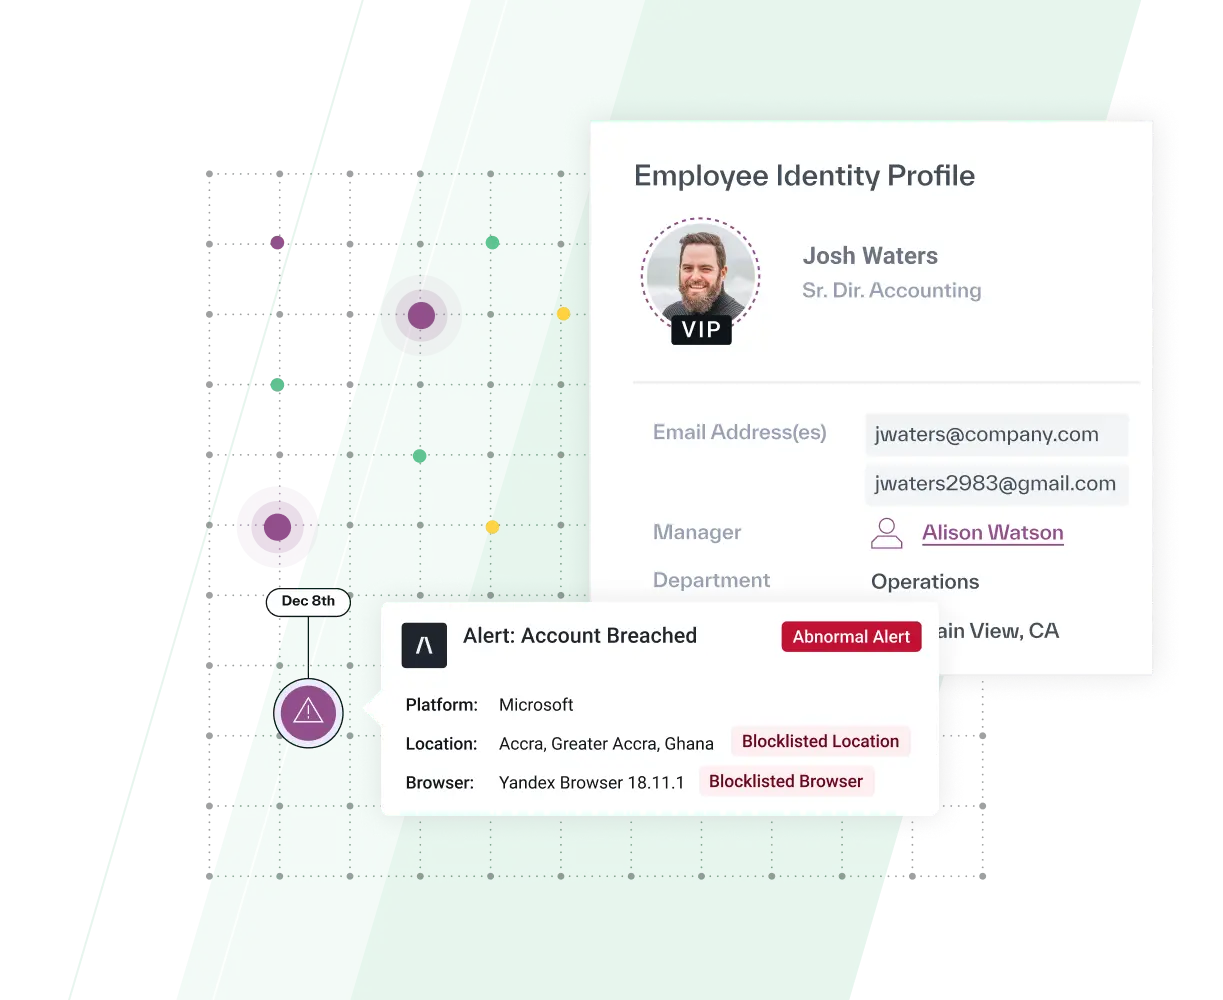 Employee Identity Profile
Josh Waters
Sr. Dir. Accounting
VIP
Email Address(es)
jwaters@company.com
jwaters2983@gmail.com
Manager
Alison Watson
Department
Operations
View, CA
Dec 8th
Alert: Account Breached
Abnormal Alert
Platform: Microsoft
Location: Accra, Greater Accra, Ghana Blocklisted Location
Browser: Yandex Browser 18.11.1 Blocklisted Browser